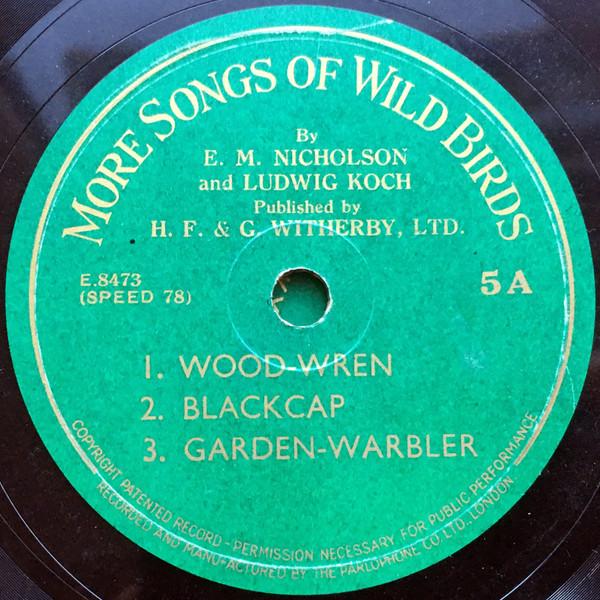 MORE SONGS OF WILD BIRDS
By
E. M. NICHOLSON
and LUDWIG KOCH
Published by
H. F. & G. WITHERBY, LTD.
E.8473
(SPEED 78)
5A
1. WOOD-WREN
2. BLACKCAP
3. GARDEN-WARBLER
COPYRIGHT PATENTED RECORD - PERMISSION NECESSARY FOR PUBLIC PERFORMANCE
RECORDED AND MANUFACTURED BY THE PARLOPHONE CO. LTD., LONDON